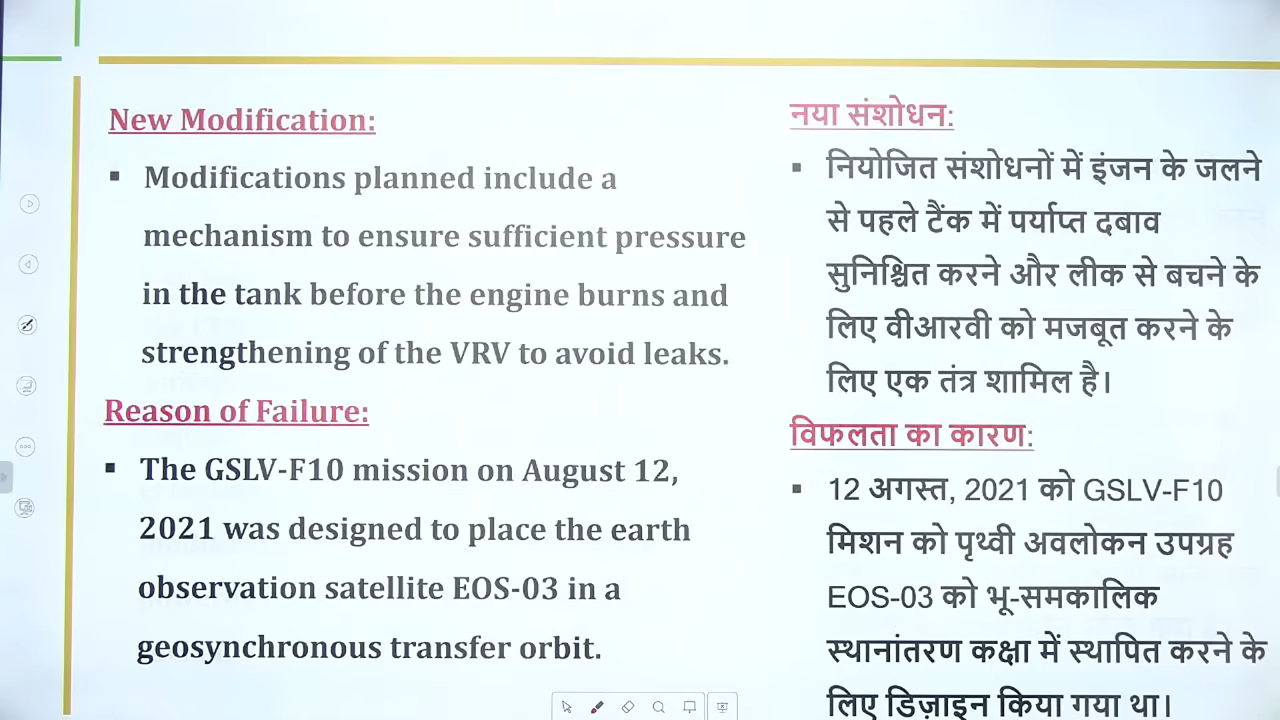 New Modification:
▪ Modifications planned include a
mechanism to ensure sufficient pressure
in the tank before the engine burns and
strengthening of the VRV to avoid leaks.
Reason of Failure:
▪ The GSLV-F10 mission on August 12,
2021 was designed to place the earth
observation satellite EOS-03 in a
geosynchronous transfer orbit.
नया संशोधन:
▪ नियोजित संशोधनों में इंजन के जलने
से पहले टैंक में पर्याप्त दबाव
सुनिश्चित करने और लीक से बचने के
लिए वीआरवी को मजबूत करने के
लिए एक तंत्र शामिल है।
विफलता का कारण:
▪ 12 अगस्त, 2021 को GSLV-F10
मिशन को पृथ्वी अवलोकन उपग्रह
EOS-03 को भू-समकालिक
स्थानांतरण कक्षा में स्थापित करने के
लिए डिज़ाइन किया गया था।